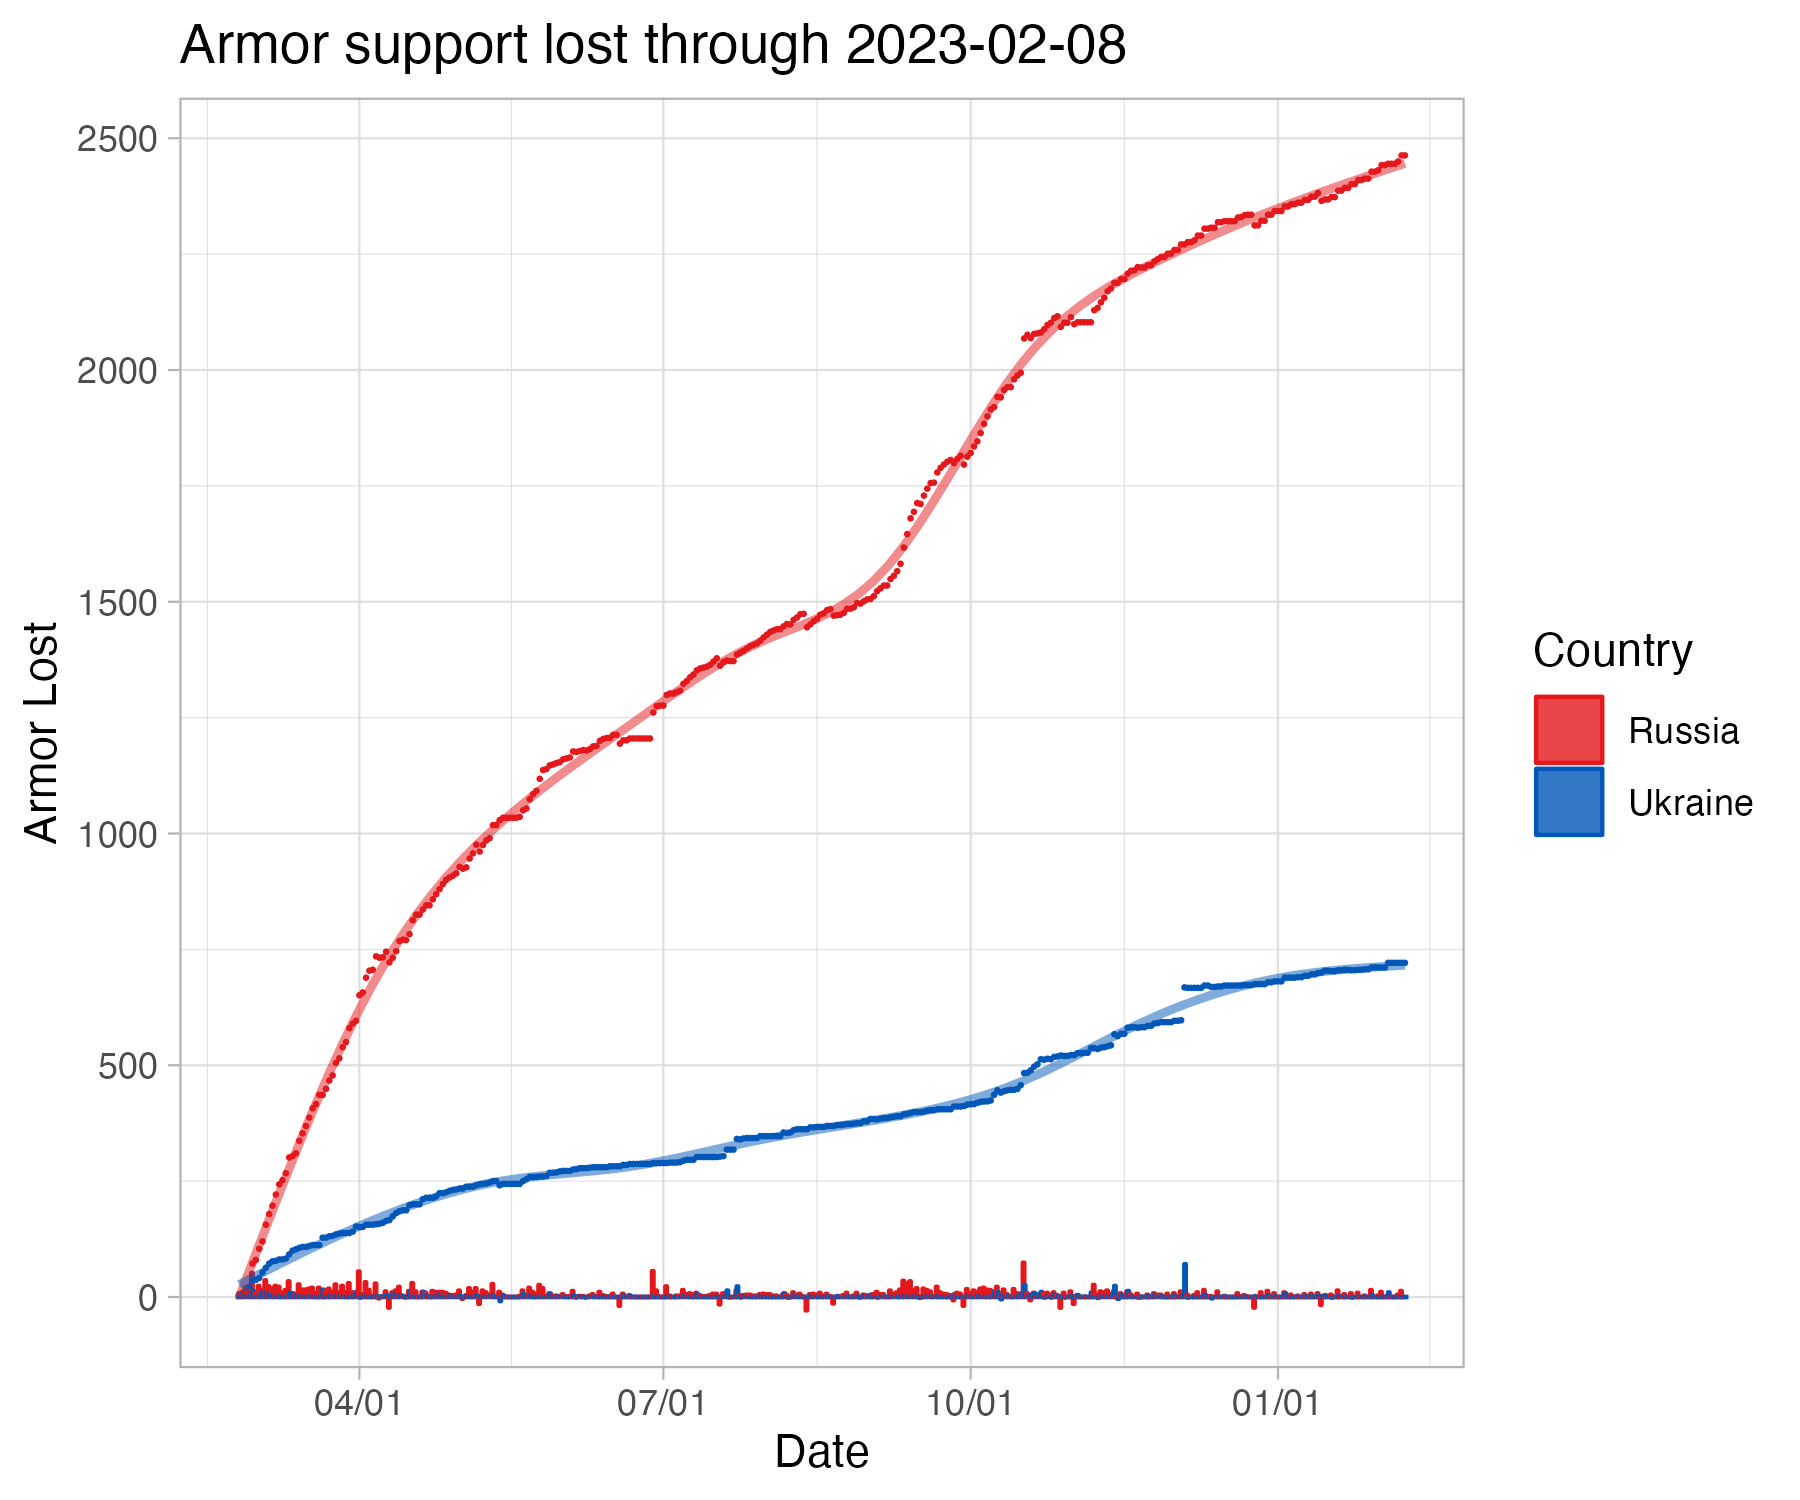 Armor support lost through 2023-02-08
2500
2000
1500
1000
500
0
Armor Lost
04/01
07/01
10/01
01/01
Date
Country
Russia
Ukraine